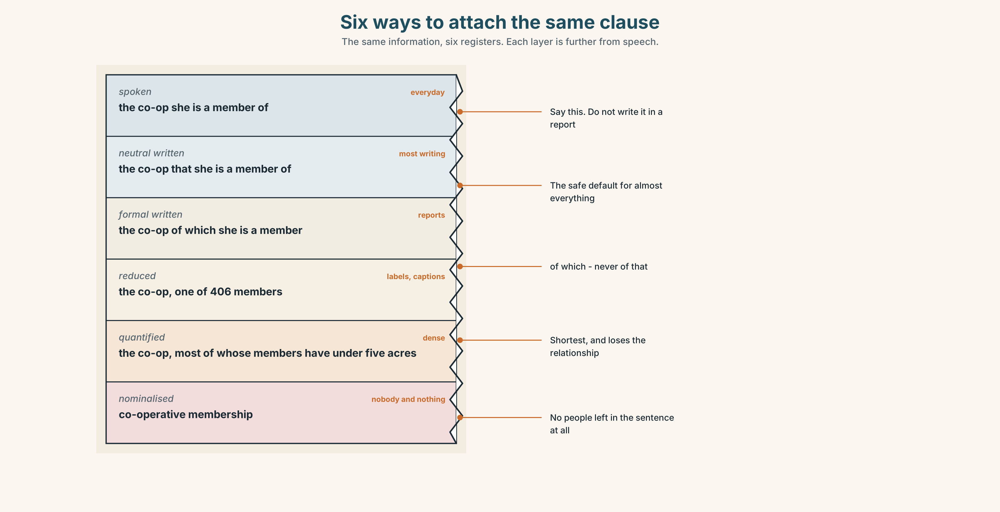 Six ways to attach the same clause
The same information, six registers. Each layer is further from speech.
spoken
everyday
the co-op she is a member of
Say this. Do not write it in a
report
neutral written
most writing
the co-op that she is a member of
The safe default for almost
everything
formal written
reports
the co-op of which she is a member
of which - never of that
reduced
labels, captions
the co-op, one of 406 members
quantified
dense
the co-op, most of whose members have under five acres
Shortest, and loses the
relationship
nominalised
nobody and nothing
co-operative membership
No people left in the sentence
at all